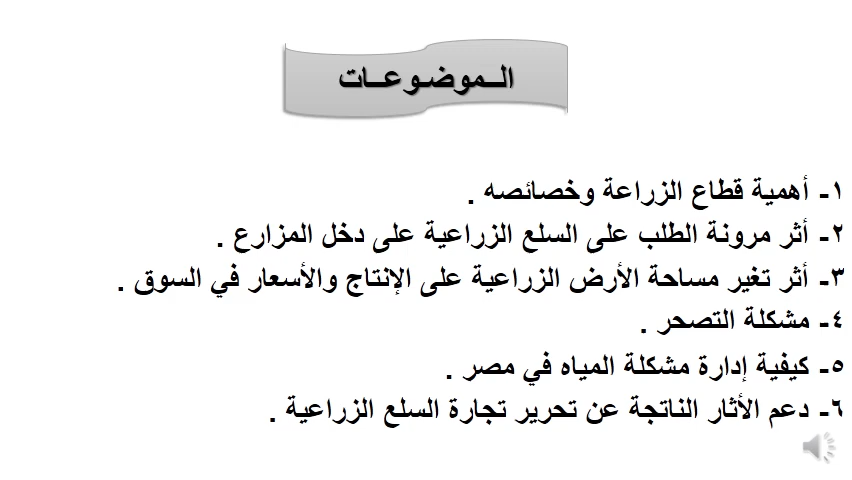 الــموضـوعــات
١- أهمية قطاع الزراعة وخصائصه .
٢- أثر مرونة الطلب على السلع الزراعية على دخل المزارع .
٣- أثر تغير مساحة الأرض الزراعية على الإنتاج والأسعار في السوق .
٤- مشكلة التصحر .
٥- كيفية إدارة مشكلة المياه في مصر .
٦- دعم الأثار الناتجة عن تحرير تجارة السلع الزراعية .